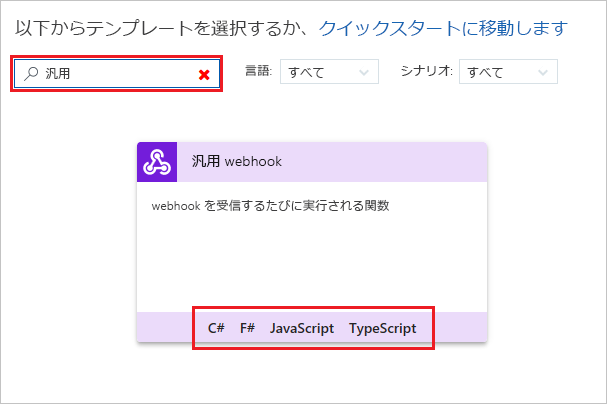 以下からテンプレートを選択するか、クイックスタートに移動します
汎用 言語: すべて シナリオ: すべて
汎用 webhook
webhook を受信するたびに実行される関数
C# F# JavaScript TypeScript